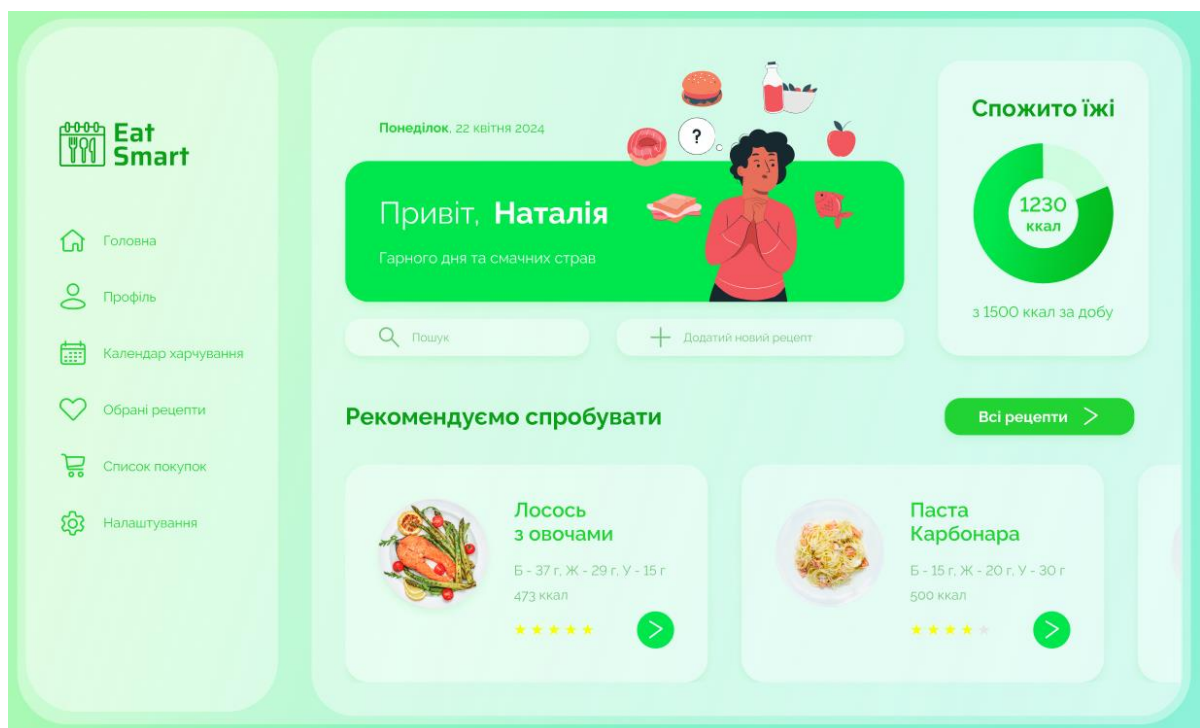 Eat
Smart
Головна
Профіль
Календар харчування
Обрані рецепти
Список покупок
Налаштування
Понеділок, 22 квітня 2024
?
Привіт, Наталія
Гарного дня та смачних страв
Пошук
Додатий новий рецепт
Спожито їжі
1230
ккал
з 1500 ккал за добу
Рекомендуємо спробувати
Всі рецепти
Лосось
з овочами
Б - 37 г, Ж - 29 г, У - 15 г
473 ккал
Паста
Карбонара
Б - 15 г, Ж - 20 г, У - 30 г
500 ккал